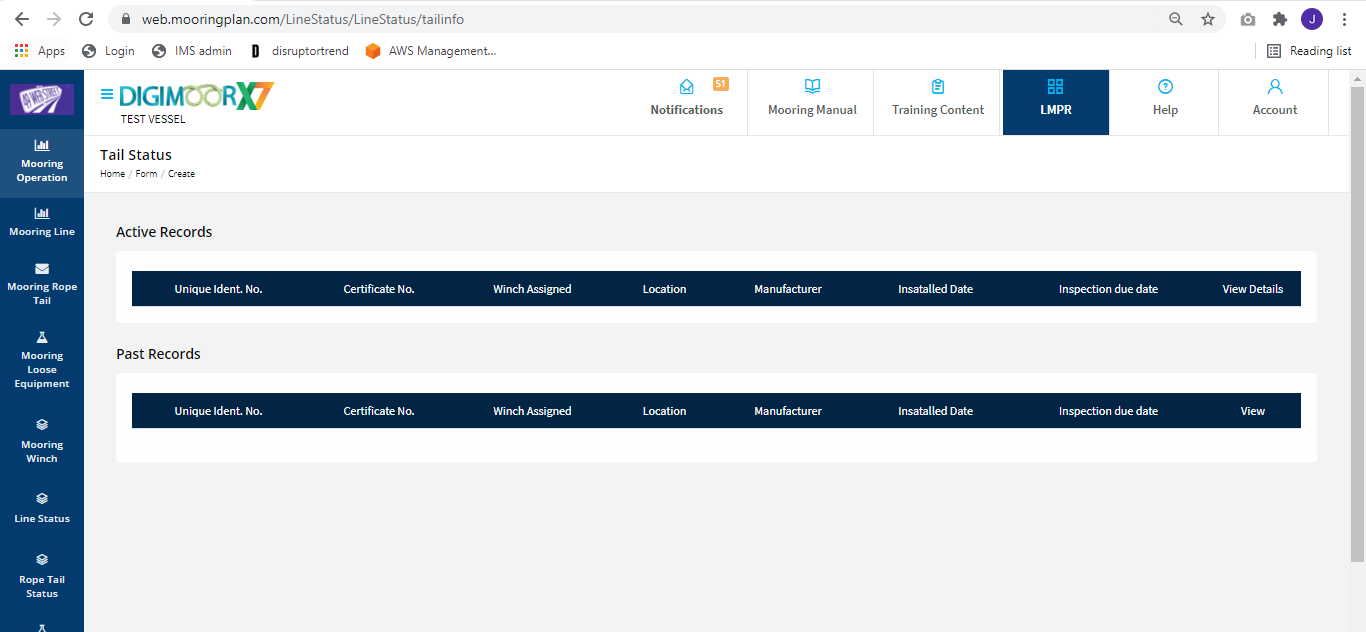 web.mooringplan.com/LineStatus/LineStatus/tailinfo
J
Apps Login IMS admin D disruptortrend AWS Management... Reading list
49 WEB STREET
DIGIMOORX7
TEST VESSEL
51
Notifications Mooring Manual Training Content LMPR Help Account
Mooring
Operation
Mooring Line
Mooring Rope
Tail
Mooring
Loose
Equipment
Mooring
Winch
Line Status
Rope Tail
Status
Tail Status
Home / Form / Create
Active Records
Unique Ident. No. Certificate No. Winch Assigned Location Manufacturer Insatalled Date Inspection due date View Details
Past Records
Unique Ident. No. Certificate No. Winch Assigned Location Manufacturer Insatalled Date Inspection due date View